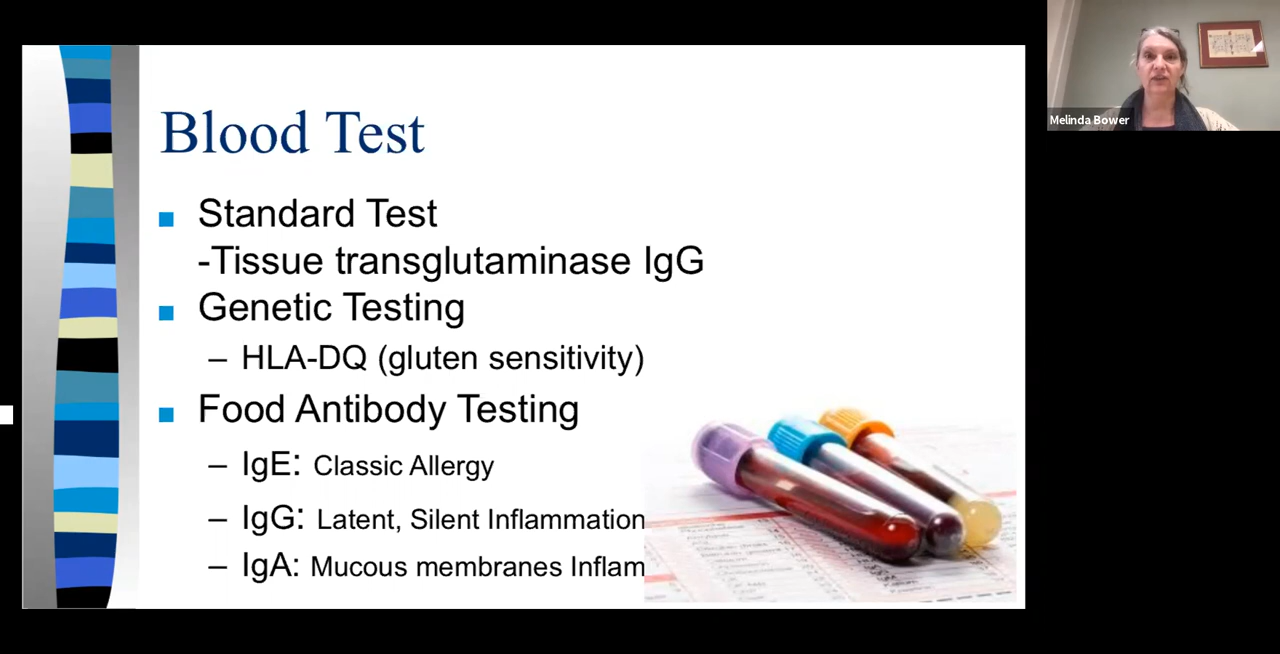 Blood Test
■ Standard Test
-Tissue transglutaminase IgG
■ Genetic Testing
– HLA-DQ (gluten sensitivity)
■ Food Antibody Testing
– IgE: Classic Allergy
– IgG: Latent, Silent Inflammation
– IgA: Mucous membranes Inflam
Melinda Bower